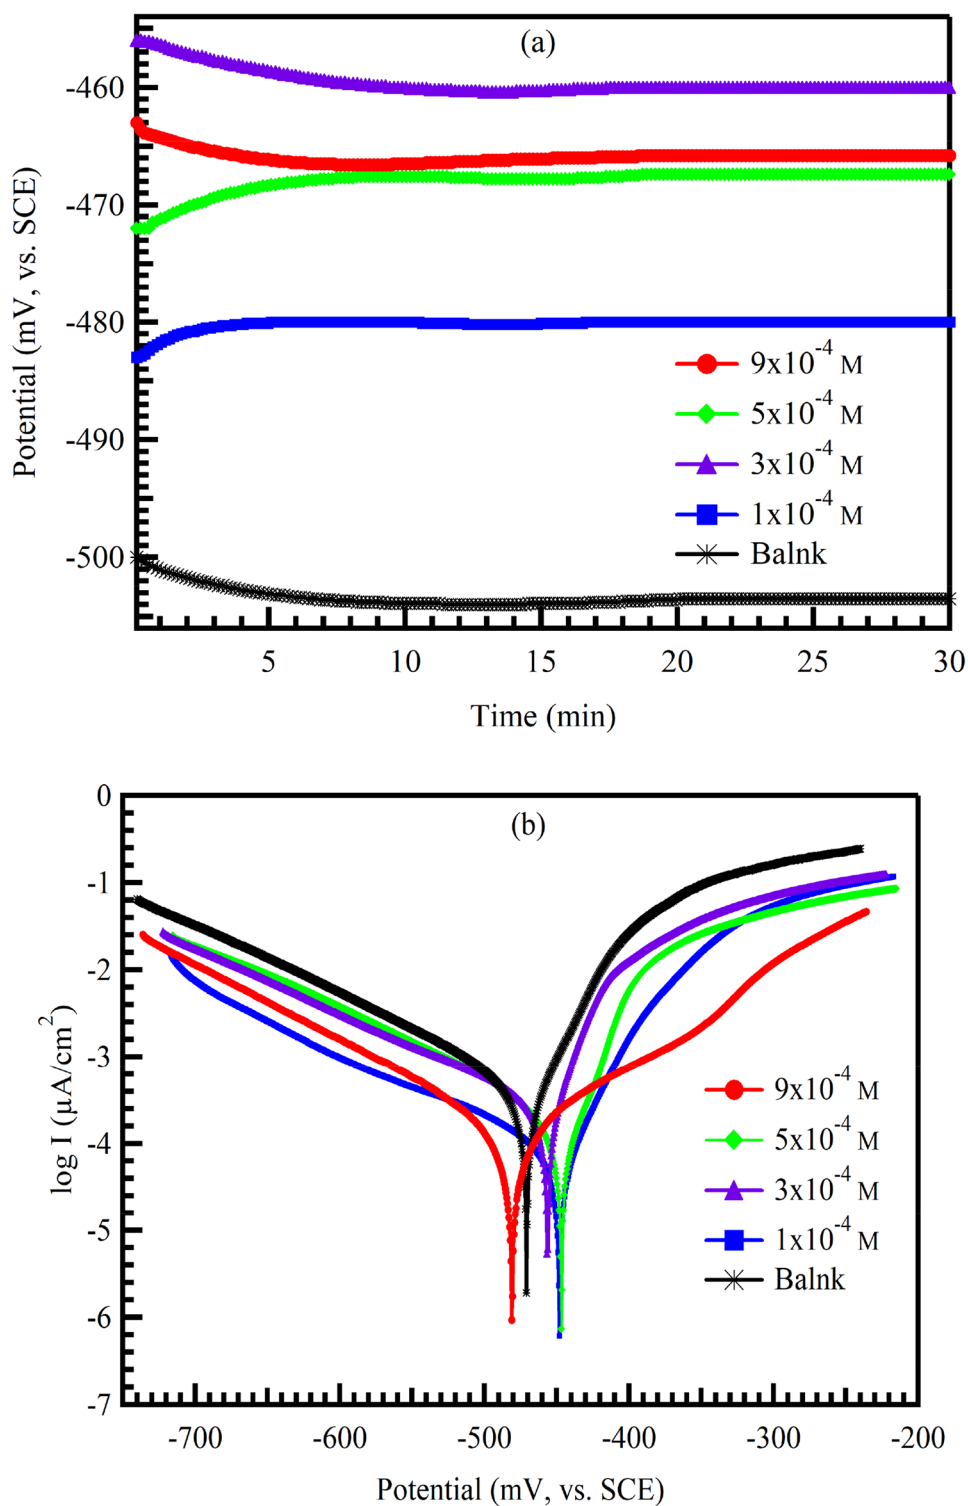 (a)
Potential (mV, vs. SCE)
-460
-470
-480
-490
-500
9x10⁻⁴ M
5x10⁻⁴ M
3x10⁻⁴ M
1x10⁻⁴ M
Balnk
5 10 15 20 25 30
Time (min)
(b)
log I (µA/cm²)
0
-1
-2
-3
-4
-5
-6
-7
9x10⁻⁴ M
5x10⁻⁴ M
3x10⁻⁴ M
1x10⁻⁴ M
Balnk
-700 -600 -500 -400 -300 -200
Potential (mV, vs. SCE)